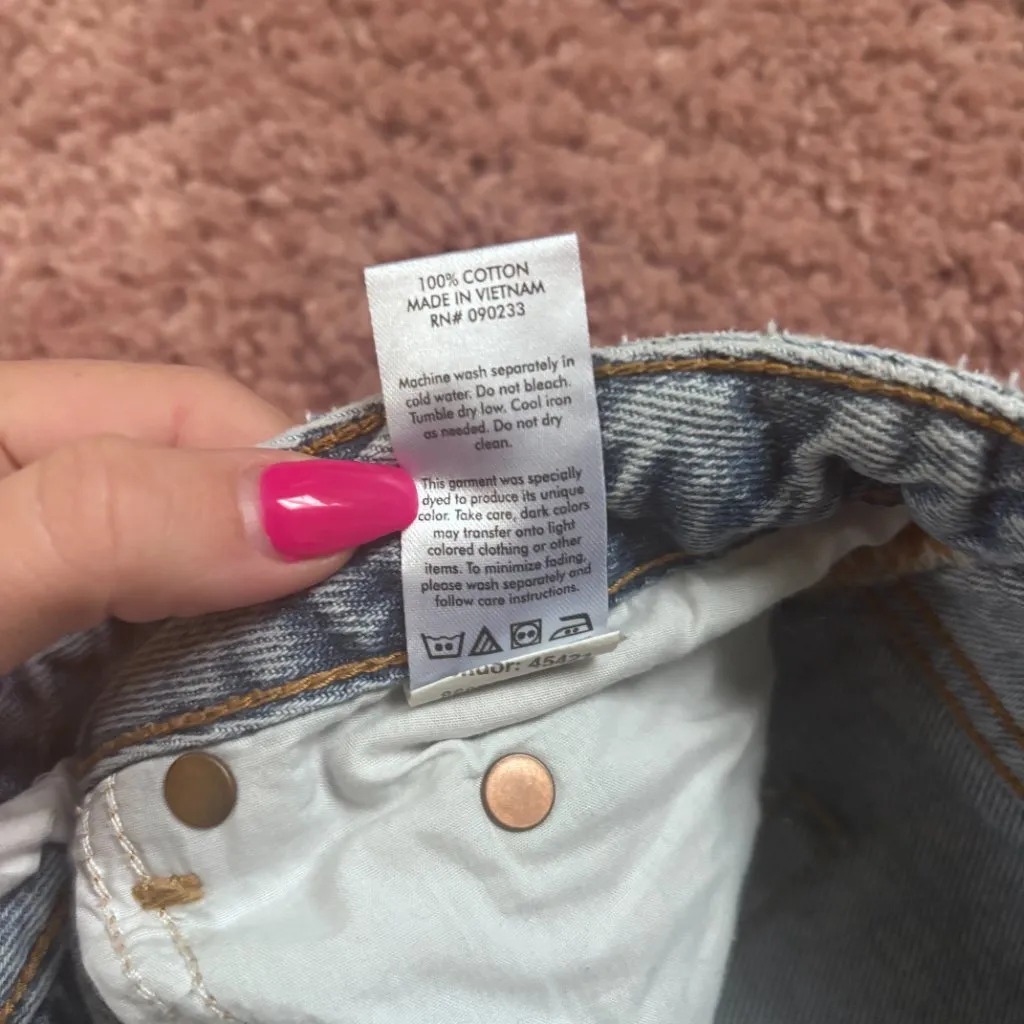 100% COTTON
MADE IN VIETNAM
RN# 090233
Machine wash separately in
cold water. Do not bleach.
Tumble dry low. Cool iron
as needed. Do not dry
clean.
This garment was specially
dyed to produce its unique
color. Take care, dark colors
may transfer onto light
colored clothing or other
items. To minimize fading,
please wash separately and
follow care instructions.